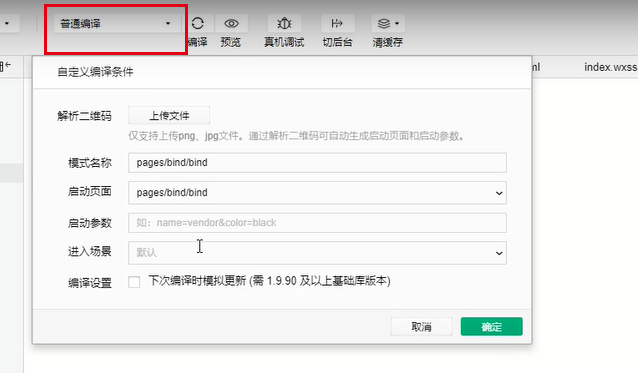 普通编译
编译 预览 真机调试 切后台 清缓存
ml index.wxss
自定义编译条件
解析二维码 上传文件
仅支持上传png、jpg文件。通过解析二维码可自动生成启动页面和启动参数。
模式名称 pages/bind/bind
启动页面 pages/bind/bind
启动参数 如：name=vendor&color=black
进入场景 默认
编译设置 下次编译时模拟更新 (需 1.9.90 及以上基础库版本)
取消 确定